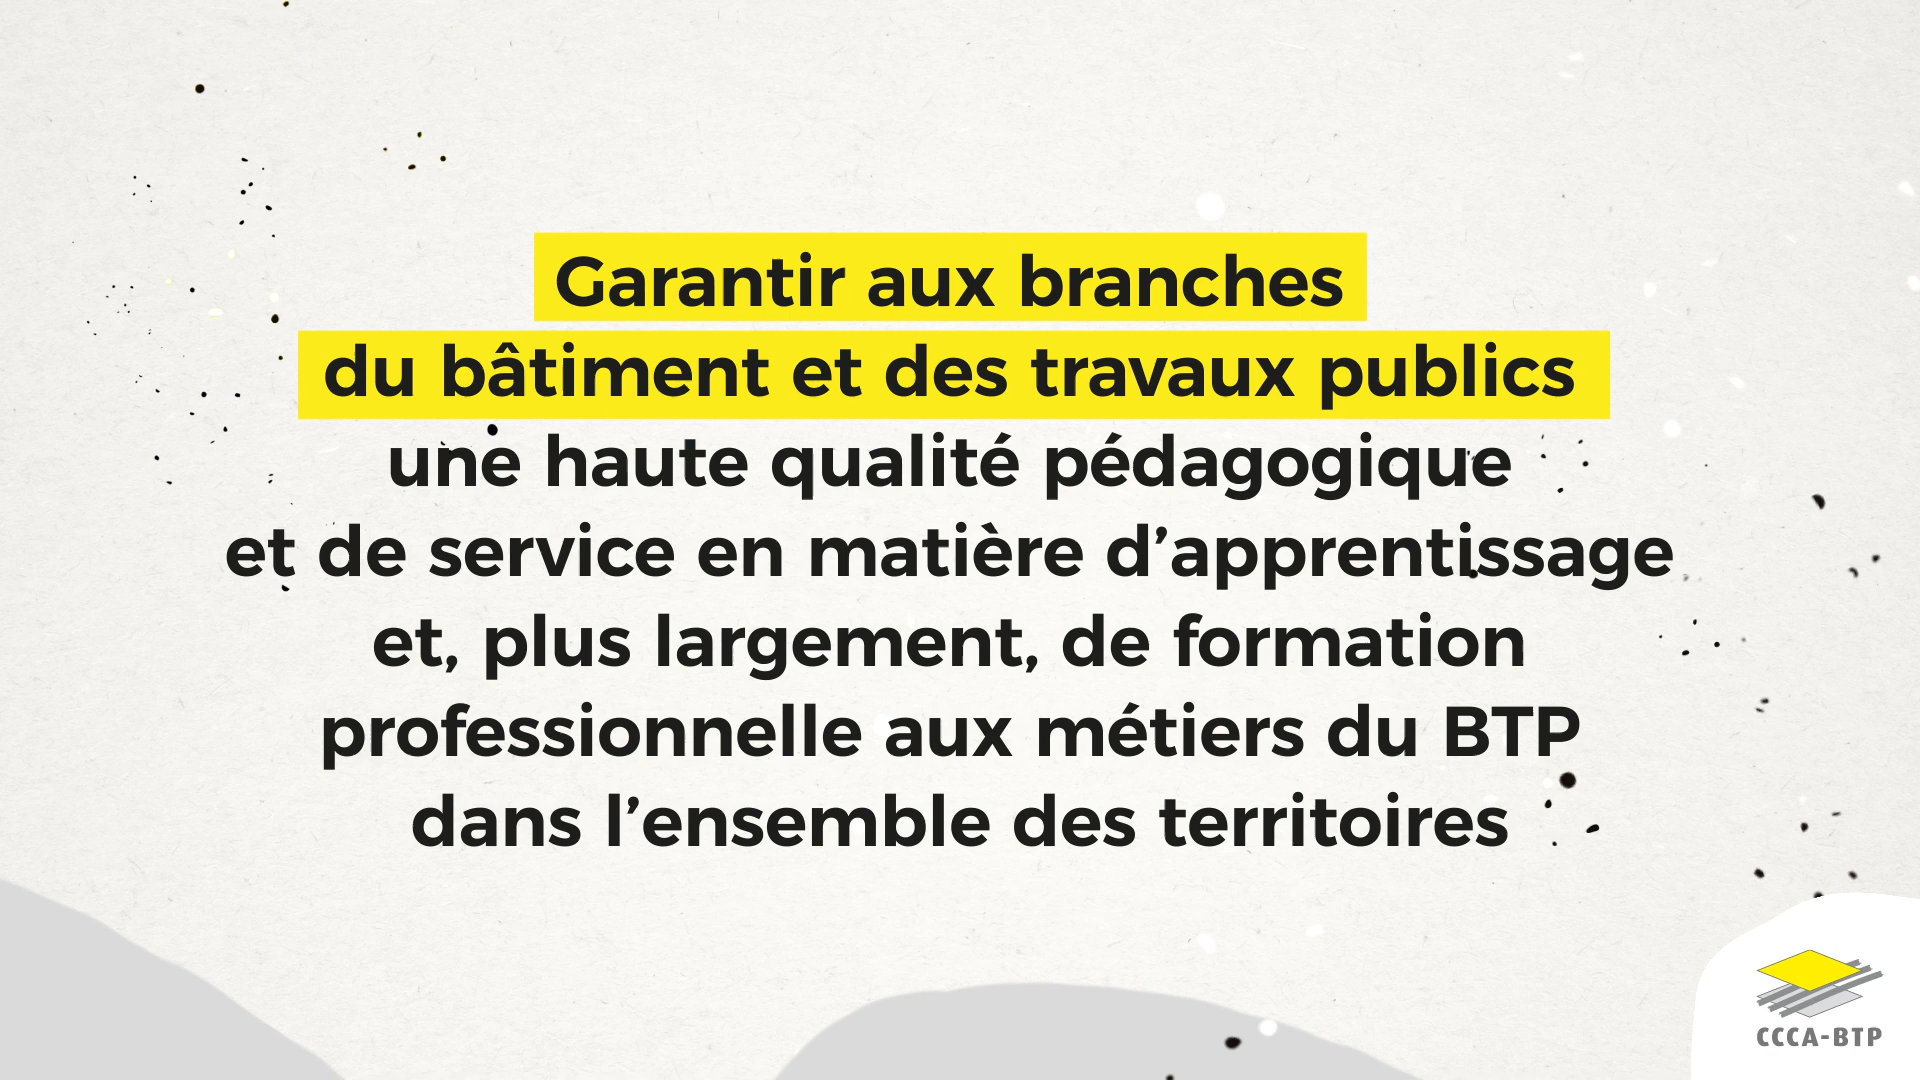 Garantir aux branches
du bâtiment et des travaux publics
une haute qualité pédagogique
et de service en matière d’apprentissage
et, plus largement, de formation
professionnelle aux métiers du BTP
dans l’ensemble des territoires
CCCA-BTP